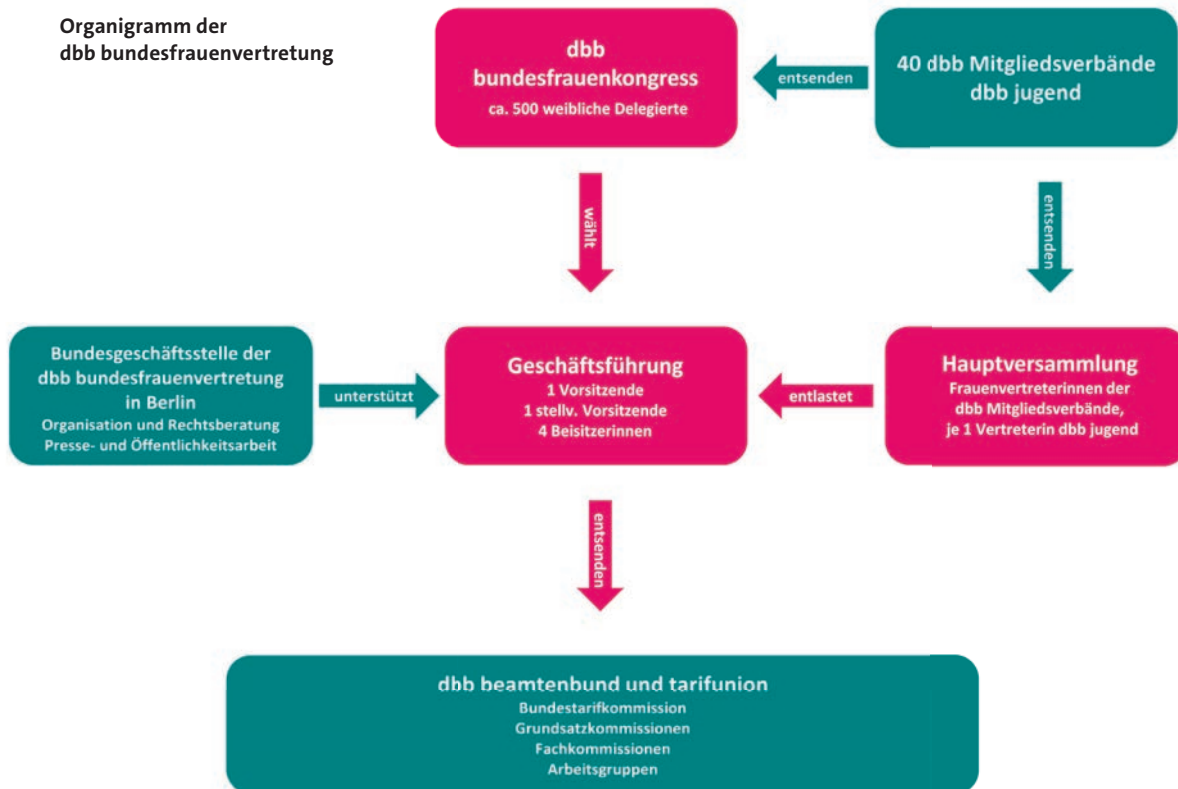 Organigramm der
dbb bundesfrauenvertretung
dbb
bundesfrauenkongress
ca. 500 weibliche Delegierte
entsenden
40 dbb Mitgliedsverbände
dbb jugend
wählt
entsenden
Bundesgeschäftsstelle der
dbb bundesfrauenvertretung
in Berlin
Organisation und Rechtsberatung
Presse- und Öffentlichkeitsarbeit
unterstützt
Geschäftsführung
1 Vorsitzende
1 stellv. Vorsitzende
4 Beisitzerinnen
entlastet
Hauptversammlung
Frauenvertreterinnen der
dbb Mitgliedsverbände,
je 1 Vertreterin dbb jugend
entsenden
dbb beamtenbund und tarifunion
Bundestarifkommission
Grundsatzkommissionen
Fachkommissionen
Arbeitsgruppen